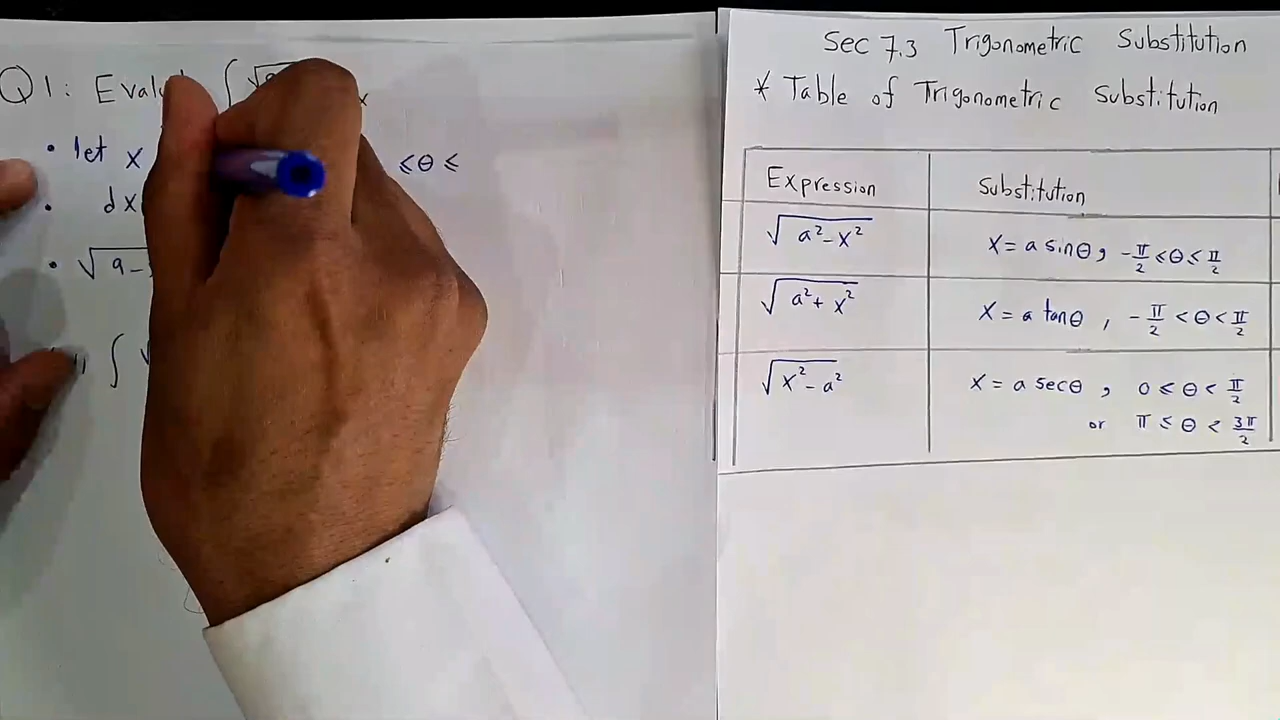 Q1: Evalu ∫
• let x ≤θ≤
• dx
• √9-
∫ √
Sec 7.3 Trigonometric Substitution
* Table of Trigonometric Substitution
Expression Substitution
√a²-x² x = a sinθ, -π/2 ≤θ≤ π/2
√a²+x² x = a tanθ, -π/2 < θ < π/2
√x²-a² x = a secθ, 0 ≤ θ < π/2
or π ≤ θ < 3π/2